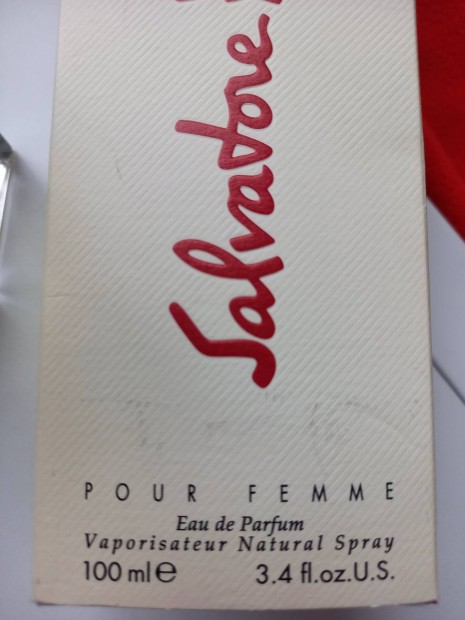 Salvatore
POUR FEMME
Eau de Parfum
Vaporisateur Natural Spray
100 ml e 3.4 fl.oz.U.S.